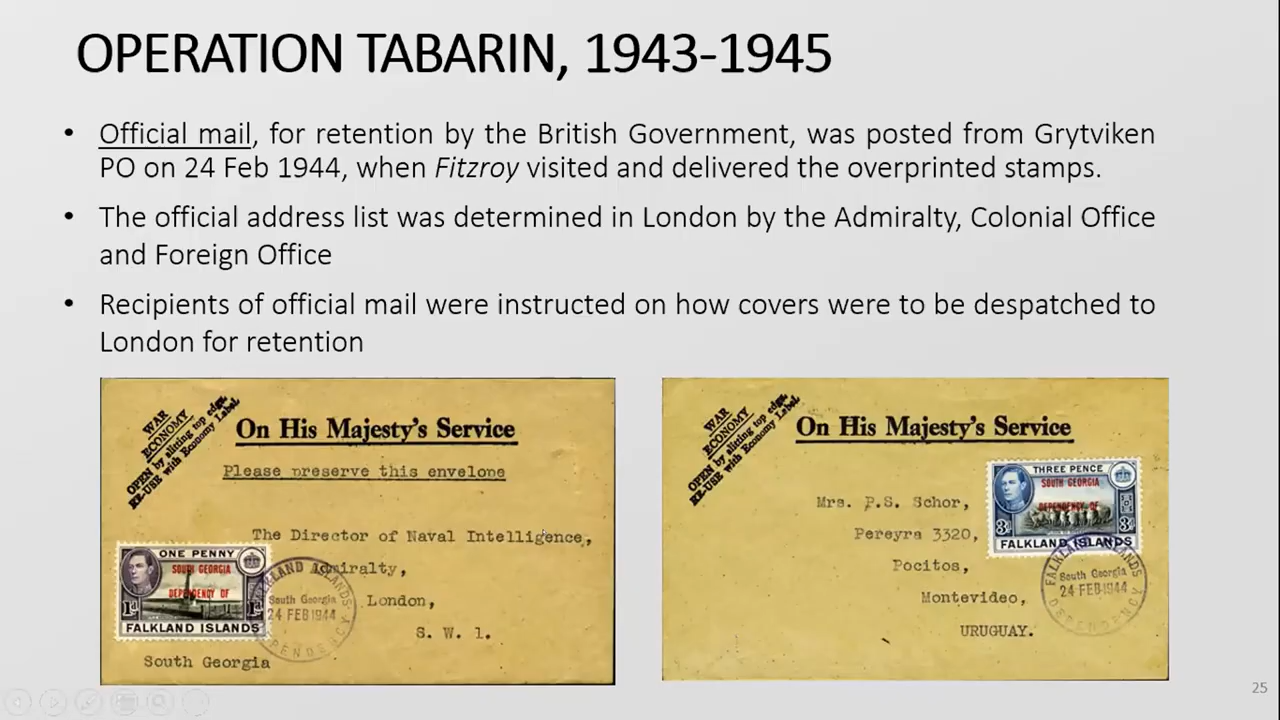 OPERATION TABARIN, 1943-1945
• Official mail, for retention by the British Government, was posted from Grytviken
PO on 24 Feb 1944, when Fitzroy visited and delivered the overprinted stamps.
• The official address list was determined in London by the Admiralty, Colonial Office
and Foreign Office
• Recipients of official mail were instructed on how covers were to be despatched to
London for retention
WAR
ECONOMY
OPEN by slitting top edge.
RE-USE with Economy Label.
On His Majesty's Service
Please preserve this envelope
The Director of Naval Intelligence,
Admiralty,
London,
S. W. 1.
ONE PENNY
SOUTH GEORGIA
DEPENDENCY OF
1d 1d
FALKLAND ISLANDS
FALKLAND ISLANDS
South Georgia
24 FEB 1944
DEPENDENCY
South Georgia
WAR
ECONOMY
OPEN by slitting top edge.
RE-USE with Economy Label.
On His Majesty's Service
Mrs. P.S. Schor,
Pereyra 3320,
Pocitos,
Montevideo,
URUGUAY.
THREE PENCE
SOUTH GEORGIA
DEPENDENCY OF
3d 3d
FALKLAND ISLANDS
FALKLAND ISLANDS
South Georgia
24 FEB 1944
DEPENDENCY
25